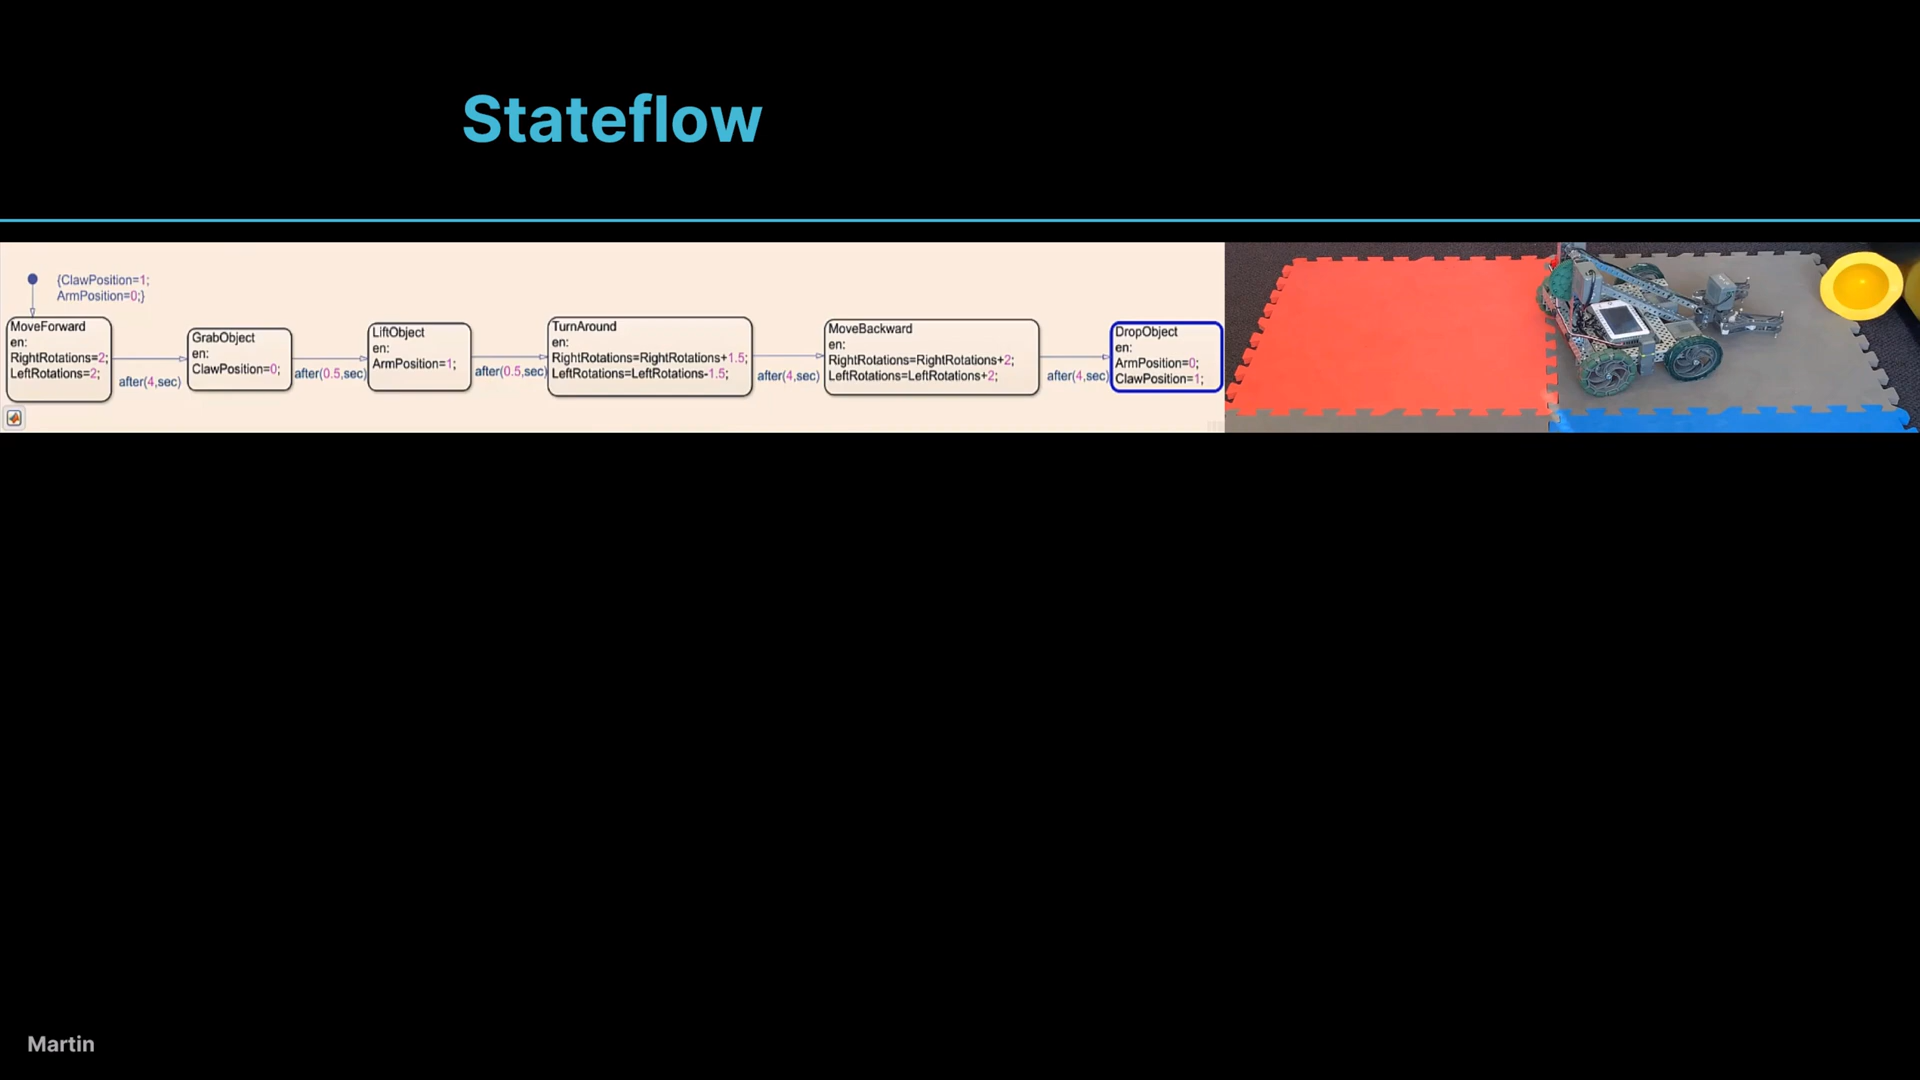 Stateflow
{ClawPosition=1;
ArmPosition=0;}
MoveForward
en:
RightRotations=2;
LeftRotations=2;
after(4,sec)
GrabObject
en:
ClawPosition=0;
after(0.5,sec)
LiftObject
en:
ArmPosition=1;
after(0.5,sec)
TurnAround
en:
RightRotations=RightRotations+1.5;
LeftRotations=LeftRotations-1.5;
after(4,sec)
MoveBackward
en:
RightRotations=RightRotations+2;
LeftRotations=LeftRotations+2;
after(4,sec)
DropObject
en:
ArmPosition=0;
ClawPosition=1;
Martin